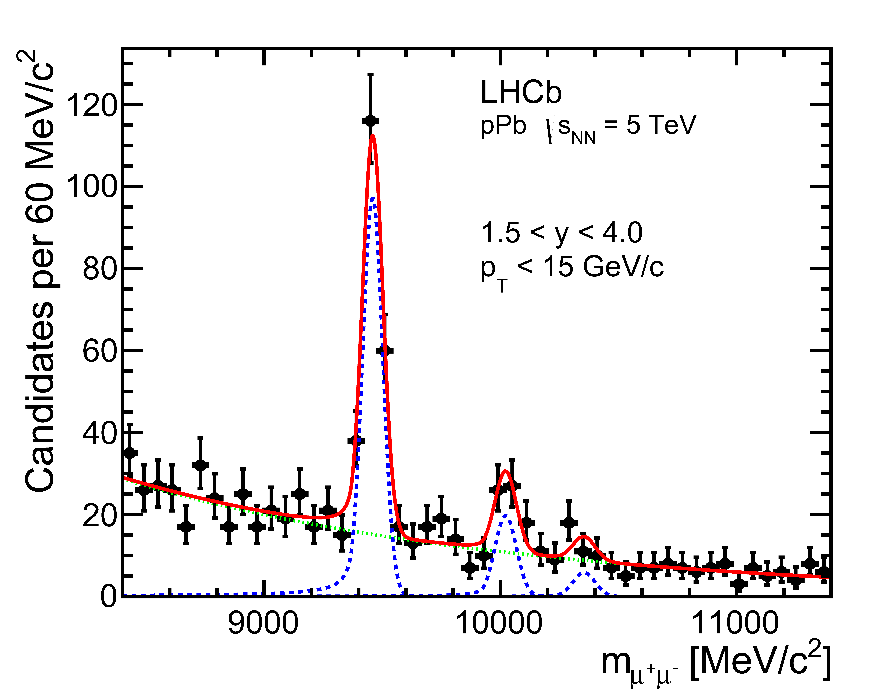 Candidates per 60 MeV/c²
120
100
80
60
40
20
0
LHCb
pPb √s_NN = 5 TeV
1.5 < y < 4.0
p_T < 15 GeV/c
9000 10000 11000
m_μ⁺μ⁻ [MeV/c²]